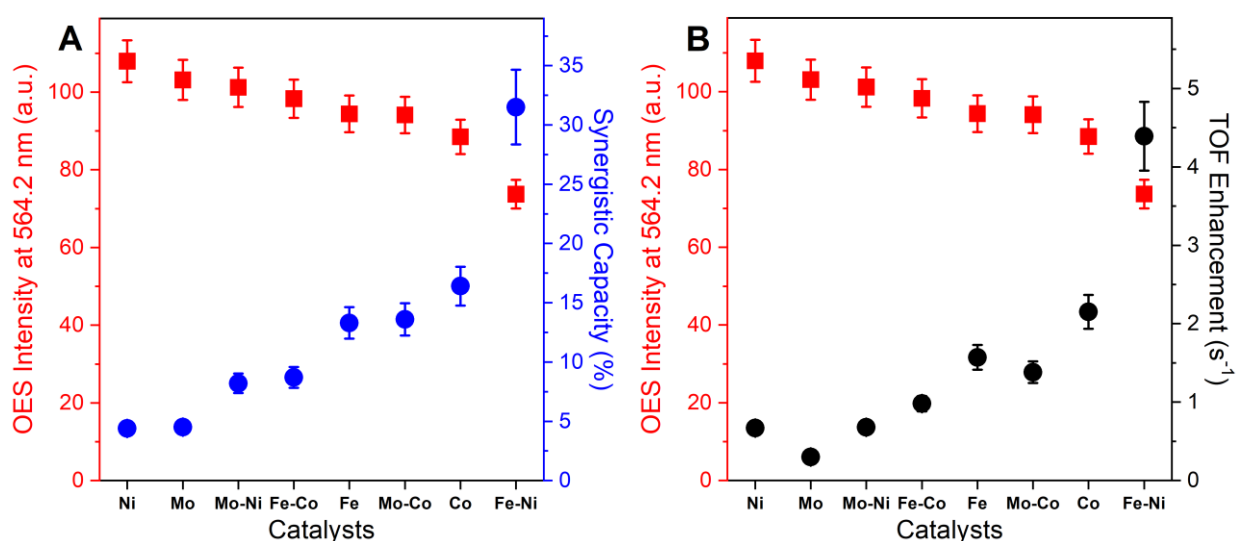 A
OES Intensity at 564.2 nm (a.u.)
100
80
60
40
20
0
35
30
25
20
15
10
5
0
Synergistic Capacity (%)
Ni Mo Mo-Ni Fe-Co Fe Mo-Co Co Fe-Ni
Catalysts
B
OES Intensity at 564.2 nm (a.u.)
100
80
60
40
20
0
5
4
3
2
1
0
TOF Enhancement (s⁻¹)
Ni Mo Mo-Ni Fe-Co Fe Mo-Co Co Fe-Ni
Catalysts